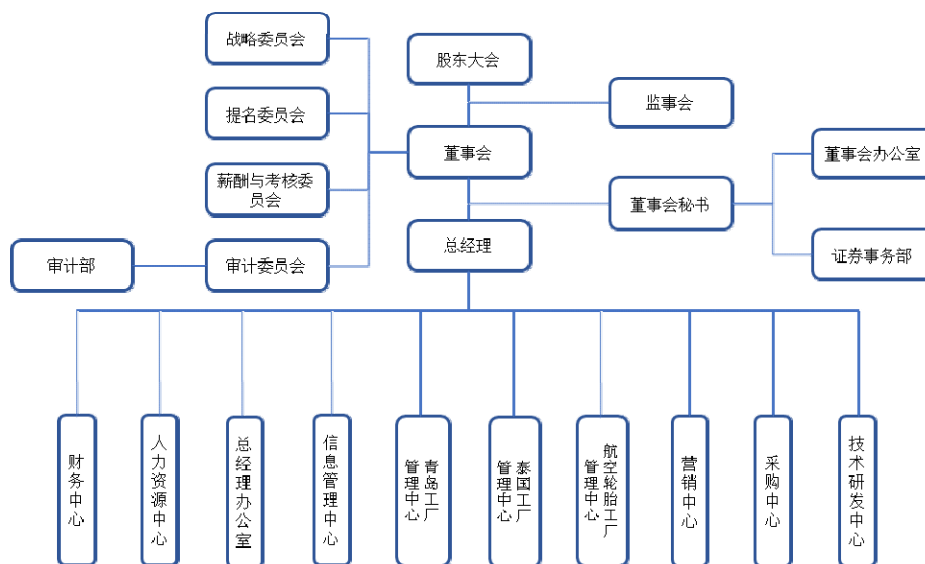 战略委员会
股东大会
监事会
提名委员会
董事会
董事会办公室
薪酬与考核委
员会
董事会秘书
总经理
审计部
审计委员会
证券事务部
财务中心
人力资源中心
总经理办公室
信息管理中心
青岛工厂
管理中心
泰国工厂
管理中心
航空轮胎工厂
管理中心
营销中心
采购中心
技术研发中心